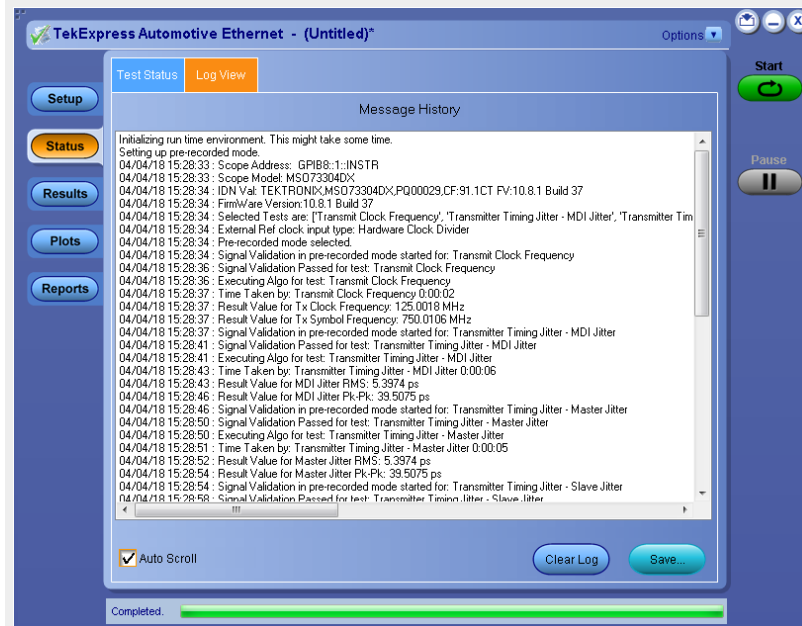 TekExpress Automotive Ethernet - (Untitled)*
Options
Start
Pause
Setup
Status
Results
Plots
Reports
Test Status
Log View
Message History
Initializing run time environment. This might take some time.
Setting up pre-recorded mode.
04/04/18 15:28:33 : Scope Address: GPIB8::1::INSTR
04/04/18 15:28:33 : Scope Model: MSO73304DX
04/04/18 15:28:34 : IDN Val: TEKTRONIX,MSO73304DX,PQ00029,CF:91.1CT FV:10.8.1 Build 37
04/04/18 15:28:34 : FirmWare Version:10.8.1 Build 37
04/04/18 15:28:34 : Selected Tests are: ['Transmit Clock Frequency', 'Transmitter Timing Jitter - MDI Jitter', 'Transmitter Tim
04/04/18 15:28:34 : External Ref clock input type: Hardware Clock Divider
04/04/18 15:28:34 : Pre-recorded mode selected.
04/04/18 15:28:34 : Signal Validation in pre-recorded mode started for: Transmit Clock Frequency
04/04/18 15:28:36 : Signal Validation Passed for test: Transmit Clock Frequency
04/04/18 15:28:36 : Executing Algo for test: Transmit Clock Frequency
04/04/18 15:28:37 : Time Taken by: Transmit Clock Frequency 0:00:02
04/04/18 15:28:37 : Result Value for Tx Clock Frequency: 125.0018 MHz
04/04/18 15:28:37 : Result Value for Tx Symbol Frequency: 750.0106 MHz
04/04/18 15:28:37 : Signal Validation in pre-recorded mode started for: Transmitter Timing Jitter - MDI Jitter
04/04/18 15:28:41 : Signal Validation Passed for test: Transmitter Timing Jitter - MDI Jitter
04/04/18 15:28:41 : Executing Algo for test: Transmitter Timing Jitter - MDI Jitter
04/04/18 15:28:43 : Time Taken by: Transmitter Timing Jitter - MDI Jitter 0:00:06
04/04/18 15:28:43 : Result Value for MDI Jitter RMS: 5.3974 ps
04/04/18 15:28:46 : Result Value for MDI Jitter Pk-Pk: 39.5075 ps
04/04/18 15:28:46 : Signal Validation in pre-recorded mode started for: Transmitter Timing Jitter - Master Jitter
04/04/18 15:28:50 : Signal Validation Passed for test: Transmitter Timing Jitter - Master Jitter
04/04/18 15:28:50 : Executing Algo for test: Transmitter Timing Jitter - Master Jitter
04/04/18 15:28:51 : Time Taken by: Transmitter Timing Jitter - Master Jitter 0:00:05
04/04/18 15:28:52 : Result Value for Master Jitter RMS: 5.3974 ps
04/04/18 15:28:54 : Result Value for Master Jitter Pk-Pk: 39.5075 ps
04/04/18 15:28:54 : Signal Validation in pre-recorded mode started for: Transmitter Timing Jitter - Slave Jitter
04/04/18 15:28:58 : Signal Validation Passed for test: Transmitter Timing Jitter - Slave Jitter
Auto Scroll
Clear Log
Save...
Completed.